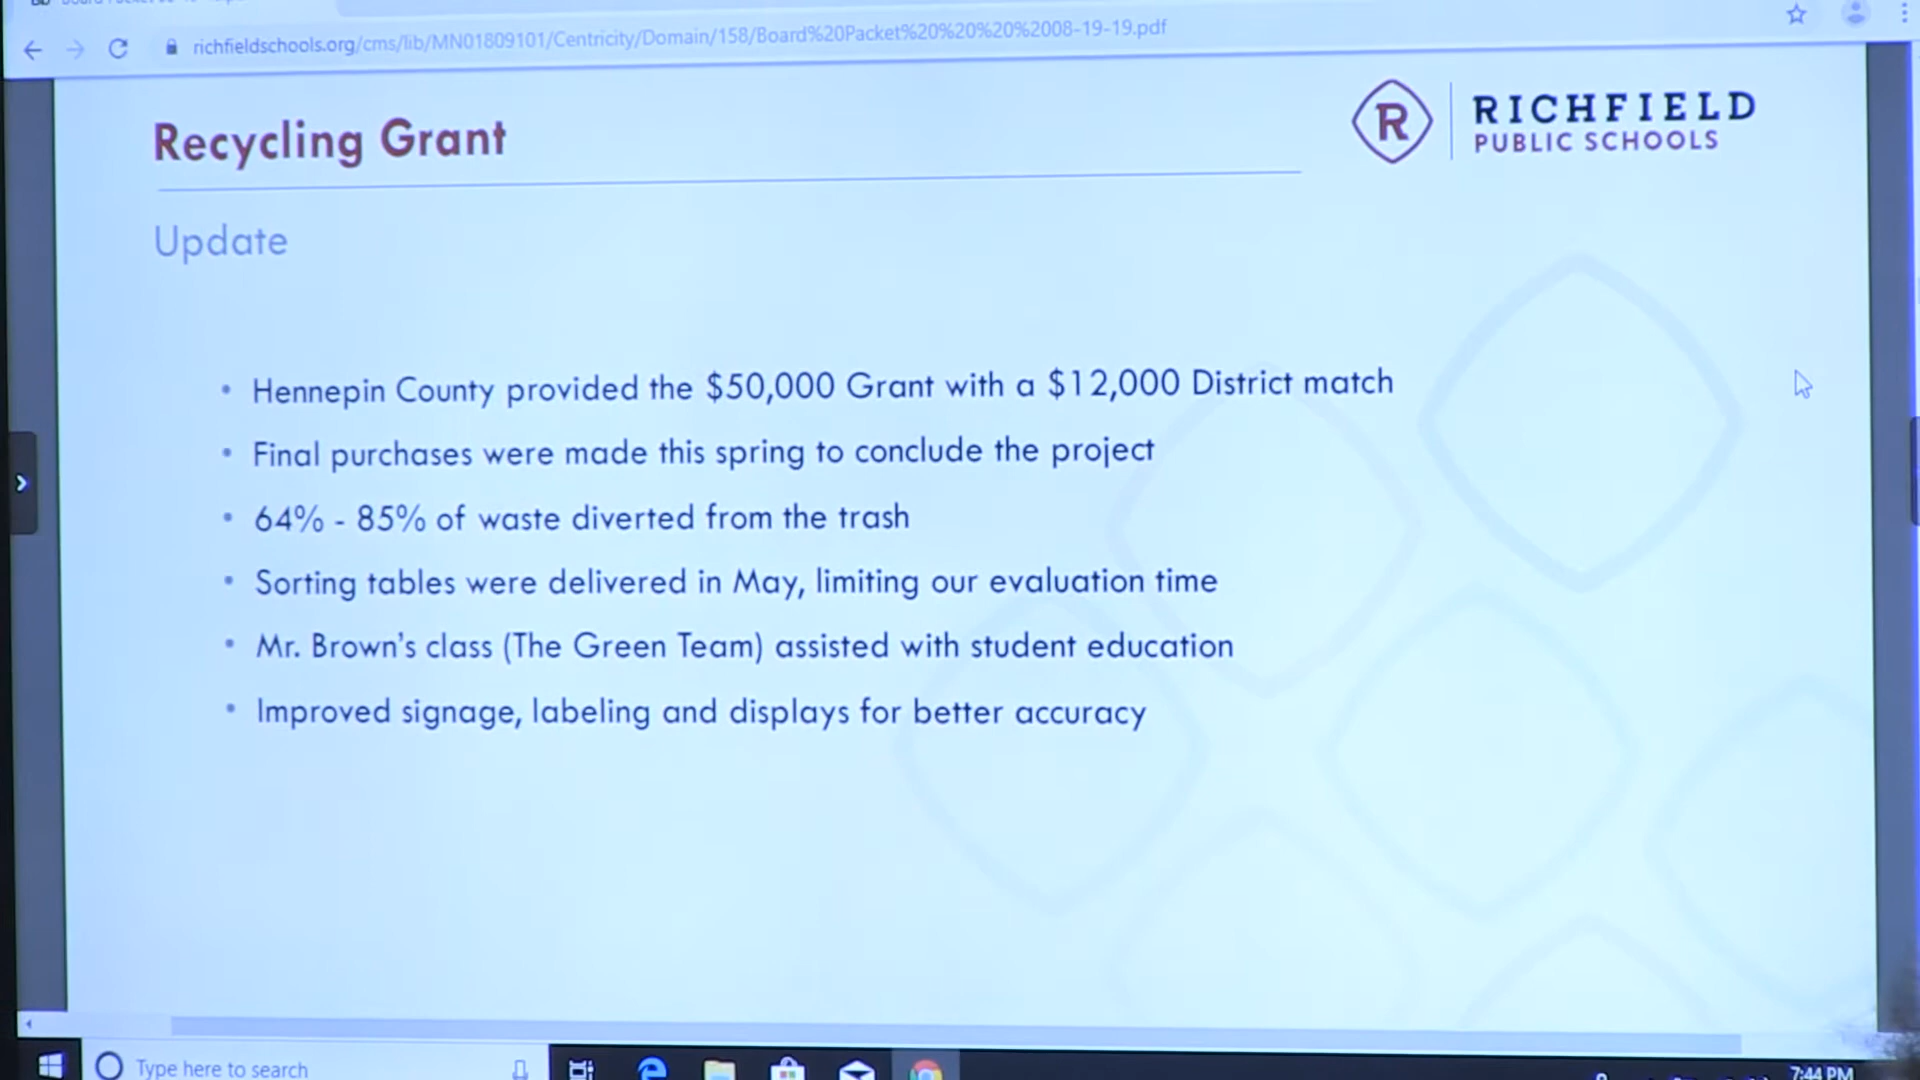 richfieldschools.org/cms/lib/MN01809101/Centricity/Domain/158/Board%20Packet%20%20%20%2008-19-19.pdf
Recycling Grant
R
RICHFIELD
PUBLIC SCHOOLS
Update
• Hennepin County provided the $50,000 Grant with a $12,000 District match
• Final purchases were made this spring to conclude the project
• 64% - 85% of waste diverted from the trash
• Sorting tables were delivered in May, limiting our evaluation time
• Mr. Brown's class (The Green Team) assisted with student education
• Improved signage, labeling and displays for better accuracy
Type here to search
7:44 PM